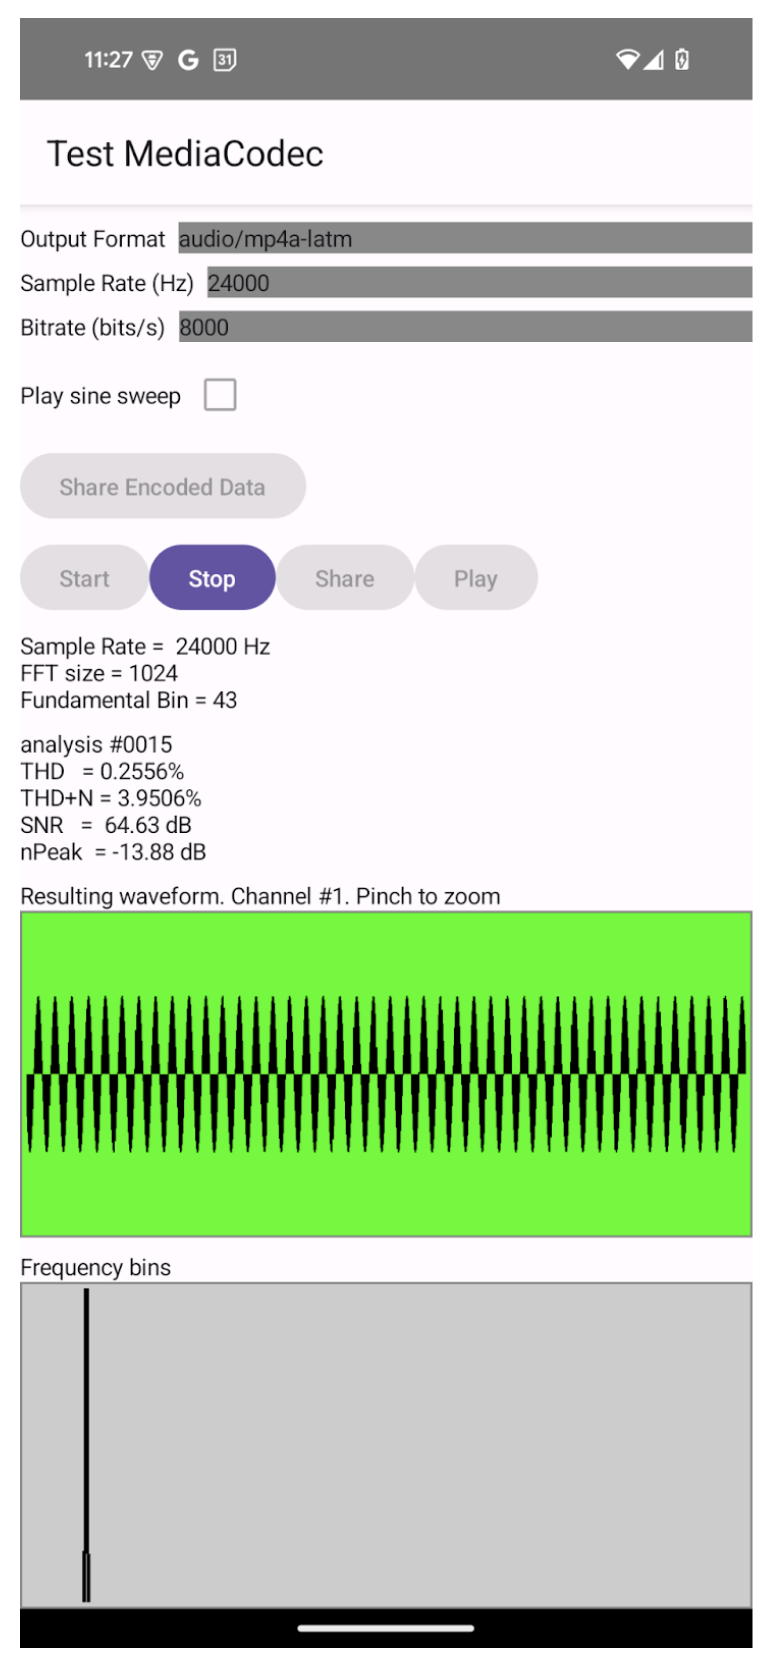 11:27 G 31
Test MediaCodec
Output Format audio/mp4a-latm
Sample Rate (Hz) 24000
Bitrate (bits/s) 8000
Play sine sweep
Share Encoded Data
Start Stop Share Play
Sample Rate = 24000 Hz
FFT size = 1024
Fundamental Bin = 43
analysis #0015
THD = 0.2556%
THD+N = 3.9506%
SNR = 64.63 dB
nPeak = -13.88 dB
Resulting waveform. Channel #1. Pinch to zoom
Frequency bins